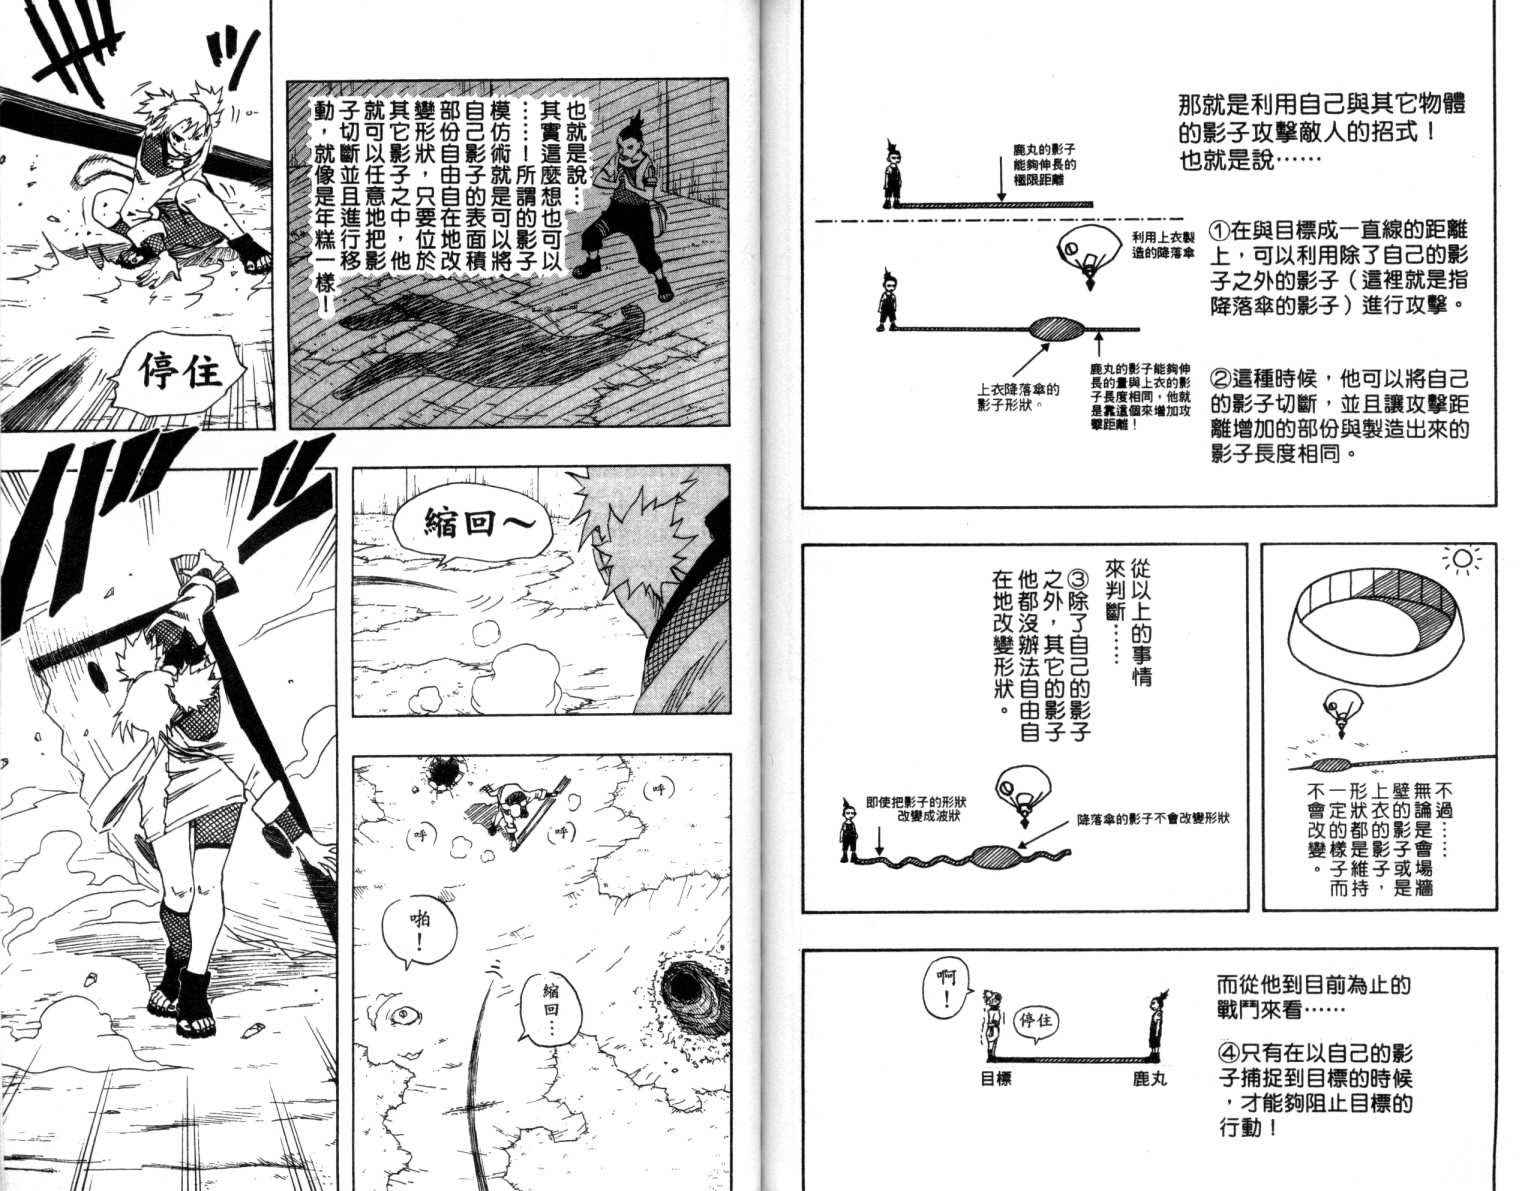 那就是利用自己與其它物體
的影子攻擊敵人的招式！
也就是說……
鹿丸的影子
能夠伸長的
極限距離
①在與目標成一直線的距離
上，可以利用除了自己的影
子之外的影子（這裡就是指
降落傘的影子）進行攻擊。
利用上衣製
造的降落傘
上衣降落傘的
影子形狀。
鹿丸的影子能夠伸
長的量與上衣的影
子長度相同，他就
是靠這個來增加攻
擊距離！
②這種時候，他可以將自己
的影子切斷，並且讓攻擊距
離增加的部份與製造出來的
影子長度相同。
不過……
無論是會場牆
壁的影子或是
上衣的影子，
形狀都是維持
一定的樣子而
不會改變。
從以上的事情
來判斷……
③除了自己的影子
之外，其它的影子
他都沒辦法自由自
在地改變形狀。
即使把影子的形狀
改變成波狀
降落傘的影子不會改變形狀
而從他到目前為止的
戰鬥來看……
④只有在以自己的影
子捕捉到目標的時候
，才能夠阻止目標的
行動！
啊！
停住
目標
鹿丸
也就是說…
其實這麼想也可以
……！所謂的影子
模仿術就是可以將
自己影子的表面積
部份自由自在地改
變形狀，只要位於
其它影子之中，他
就可以任意地把影
子切斷並且進行移
動，就像是年糕一樣！
停住
縮回～
呼
呼
呼
啪！
縮回…